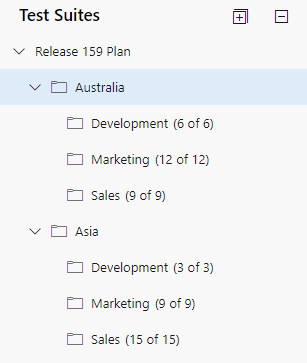 Test Suites
Release 159 Plan
Australia
Development (6 of 6)
Marketing (12 of 12)
Sales (9 of 9)
Asia
Development (3 of 3)
Marketing (9 of 9)
Sales (15 of 15)